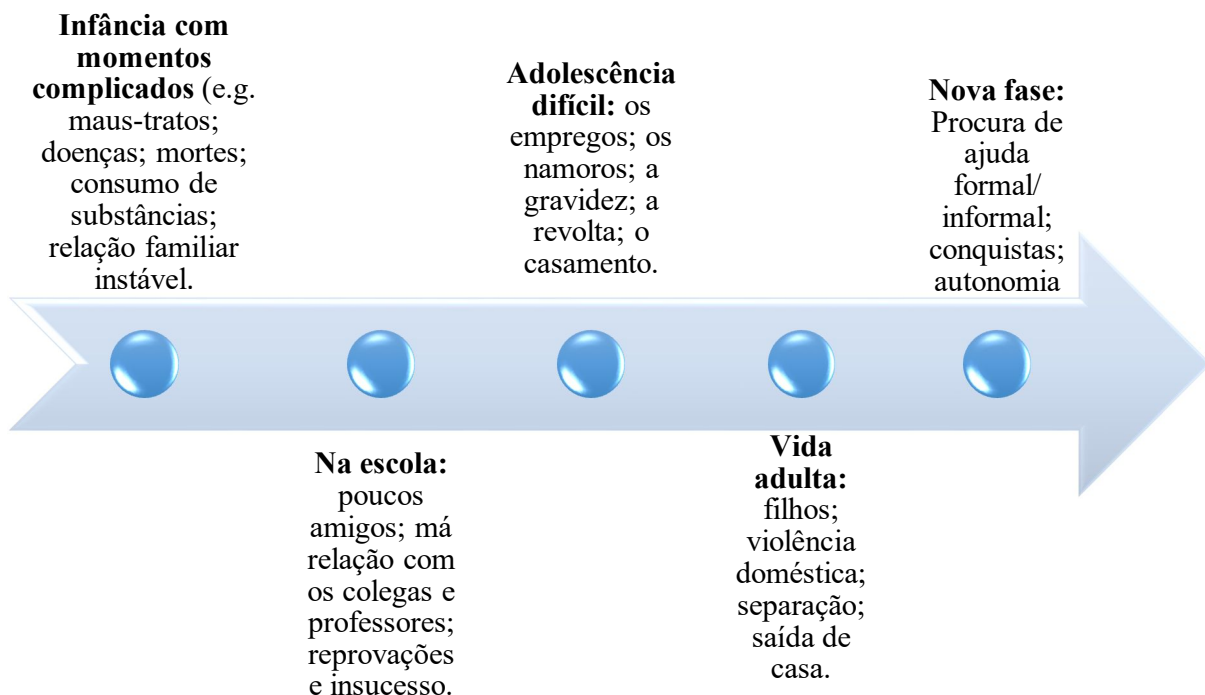 Infância com
momentos
complicados (e.g.
maus-tratos;
doenças; mortes;
consumo de
substâncias;
relação familiar
instável.
Na escola:
poucos
amigos; má
relação com
os colegas e
professores;
reprovações
e insucesso.
Adolescência
difícil: os
empregos; os
namoros; a
gravidez; a
revolta; o
casamento.
Vida
adulta:
filhos;
violência
doméstica;
separação;
saída de
casa.
Nova fase:
Procura de
ajuda
formal/
informal;
conquistas;
autonomia